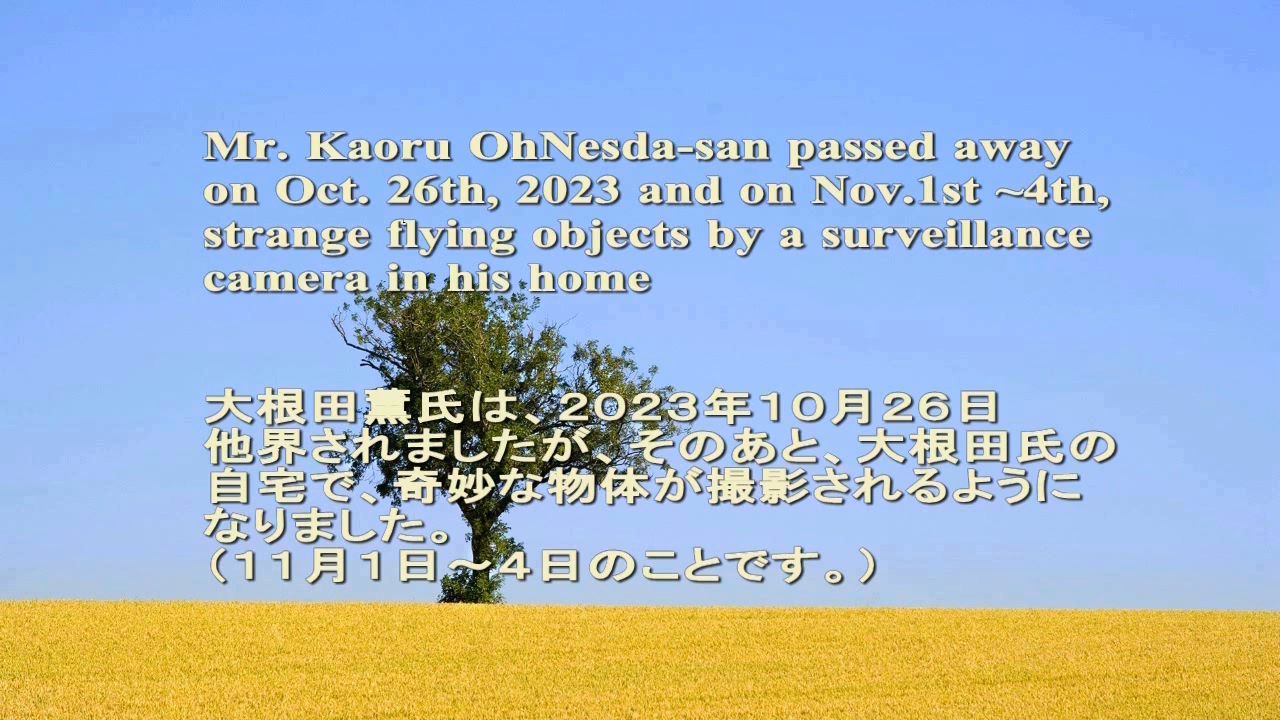 Mr. Kaoru OhNesda-san passed away
on Oct. 26th, 2023 and on Nov.1st ~4th,
strange flying objects by a surveillance
camera in his home
大根田薫氏は、２０２３年１０月２６日
他界されましたが、そのあと、大根田氏の
自宅で、奇妙な物体が撮影されるように
なりました。
（１１月１日～４日のことです。）